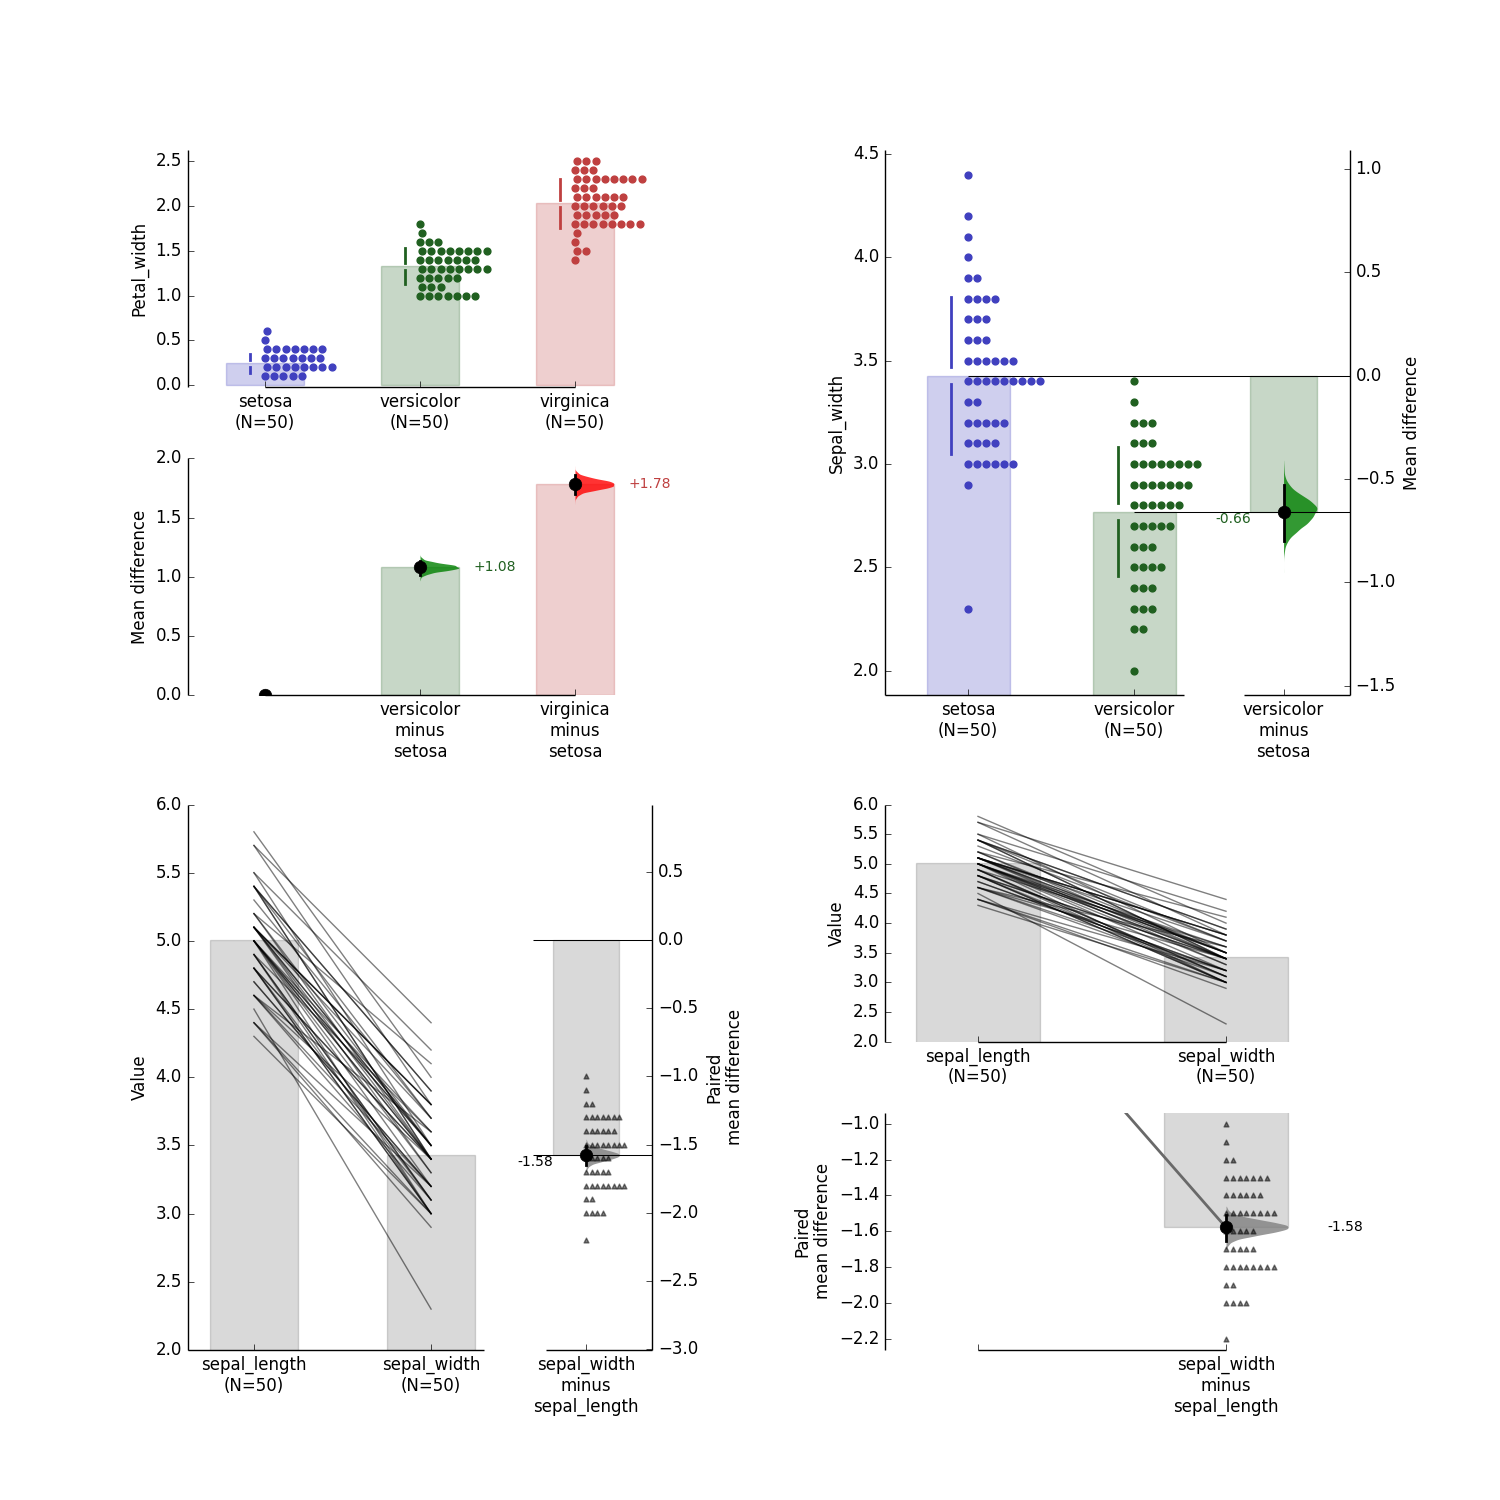 2.5
2.0
1.5
1.0
0.5
0.0
Petal_width
setosa
(N=50)
versicolor
(N=50)
virginica
(N=50)
2.0
1.5
1.0
0.5
0.0
Mean difference
+1.08
+1.78
versicolor
minus
setosa
virginica
minus
setosa
4.5
4.0
3.5
3.0
2.5
2.0
Sepal_width
-0.66
1.0
0.5
0.0
−0.5
−1.0
−1.5
Mean difference
setosa
(N=50)
versicolor
(N=50)
versicolor
minus
setosa
6.0
5.5
5.0
4.5
4.0
3.5
3.0
2.5
2.0
Value
-1.58
0.5
0.0
−0.5
−1.0
−1.5
−2.0
−2.5
−3.0
Paired
mean difference
sepal_length
(N=50)
sepal_width
(N=50)
sepal_width
minus
sepal_length
6.0
5.5
5.0
4.5
4.0
3.5
3.0
2.5
2.0
Value
sepal_length
(N=50)
sepal_width
(N=50)
−1.0
−1.2
−1.4
−1.6
−1.8
−2.0
−2.2
Paired
mean difference
-1.58
sepal_width
minus
sepal_length